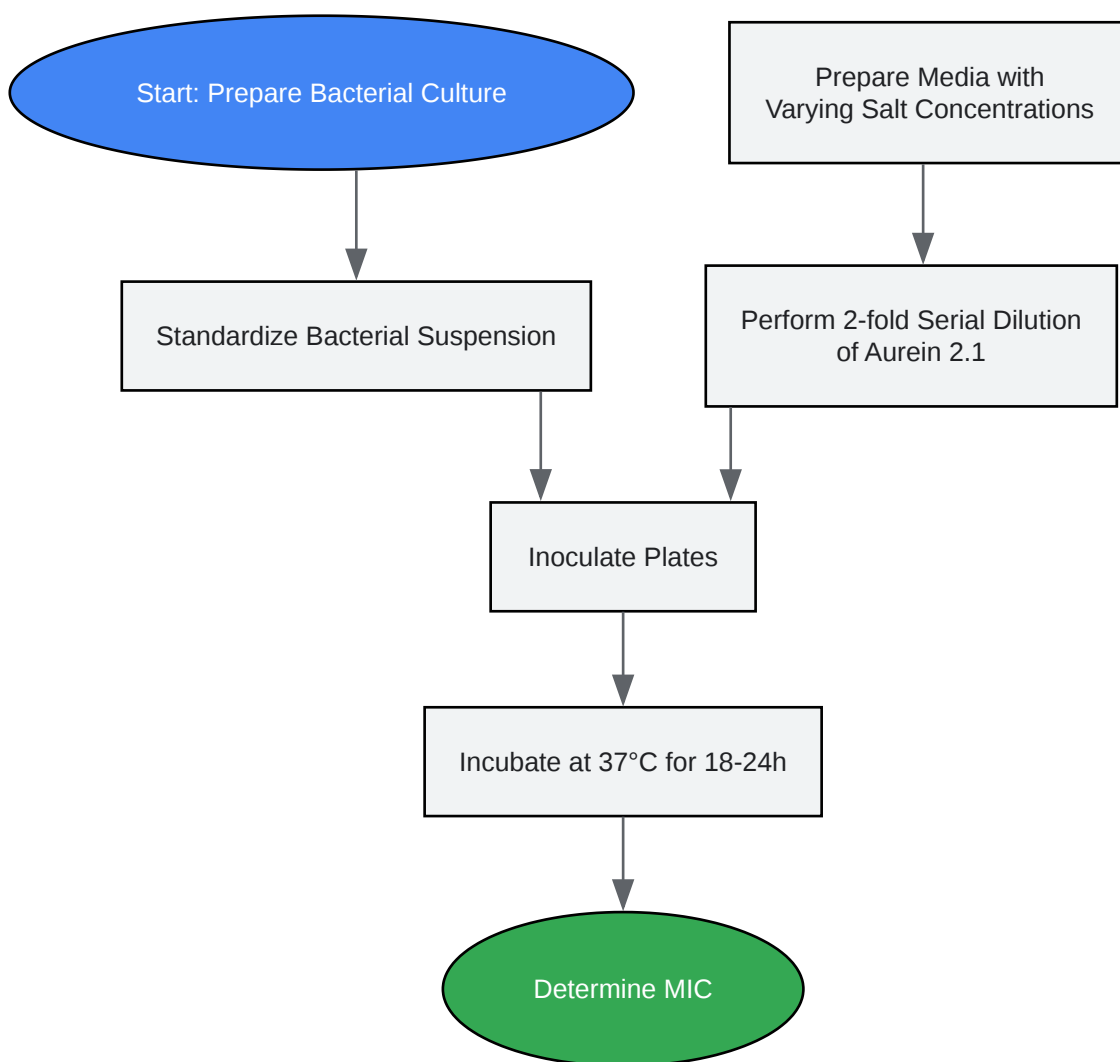 Start: Prepare Bacterial Culture
Prepare Media with
Varying Salt Concentrations
Standardize Bacterial Suspension
Perform 2-fold Serial Dilution
of Aurein 2.1
Inoculate Plates
Incubate at 37°C for 18-24h
Determine MIC